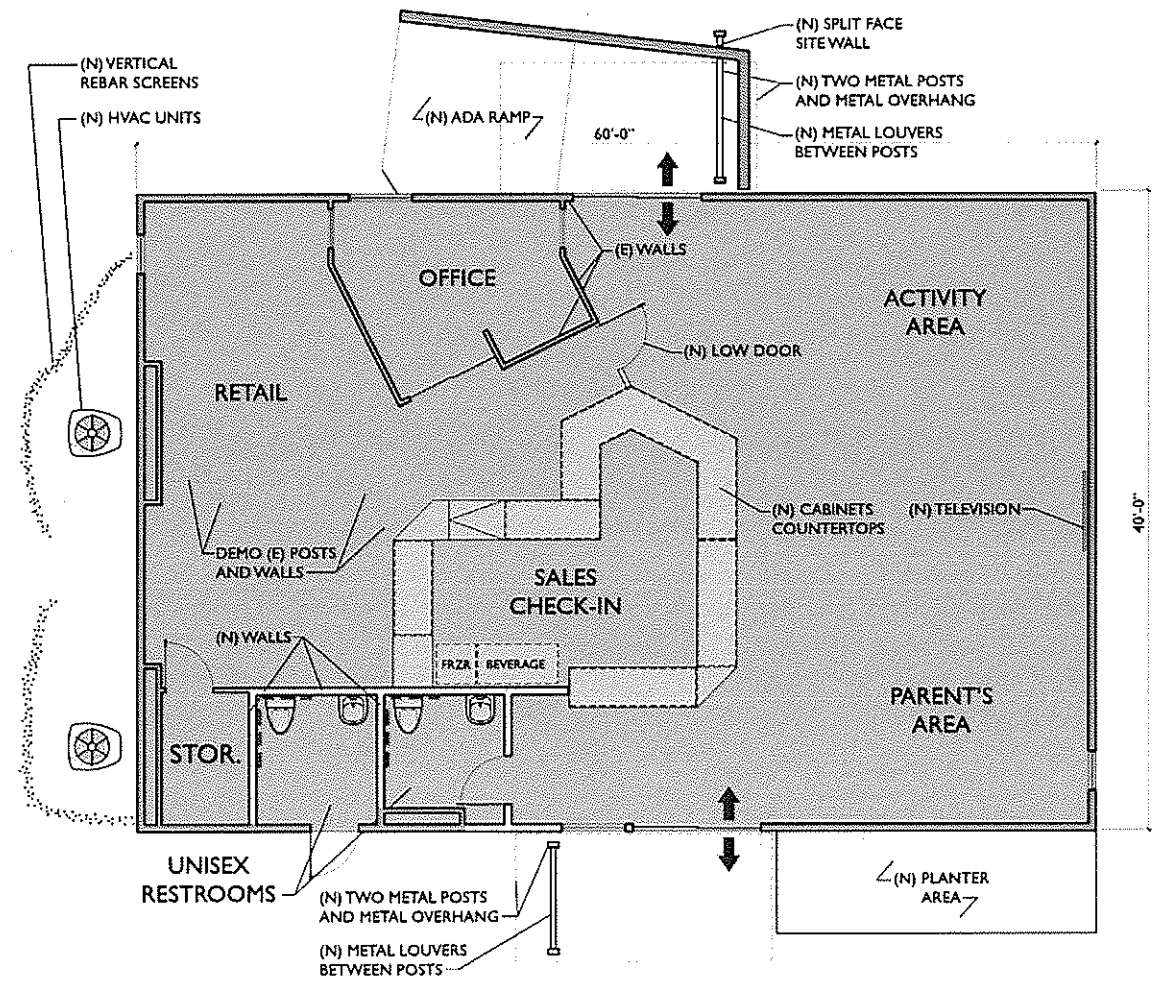 (N) SPLIT FACE
SITE WALL
(N) VERTICAL
REBAR SCREENS
(N) TWO METAL POSTS
AND METAL OVERHANG
(N) HVAC UNITS
(N) ADA RAMP
60'-0"
(N) METAL LOUVERS
BETWEEN POSTS
(E) WALLS
OFFICE
ACTIVITY
AREA
(N) LOW DOOR
RETAIL
(N) CABINETS
COUNTERTOPS
(N) TELEVISION
40'-0"
DEMO (E) POSTS
AND WALLS
SALES
CHECK-IN
(N) WALLS
FRZR
BEVERAGE
PARENT'S
AREA
STOR.
UNISEX
RESTROOMS
(N) TWO METAL POSTS
AND METAL OVERHANG
(N) PLANTER
AREA
(N) METAL LOUVERS
BETWEEN POSTS